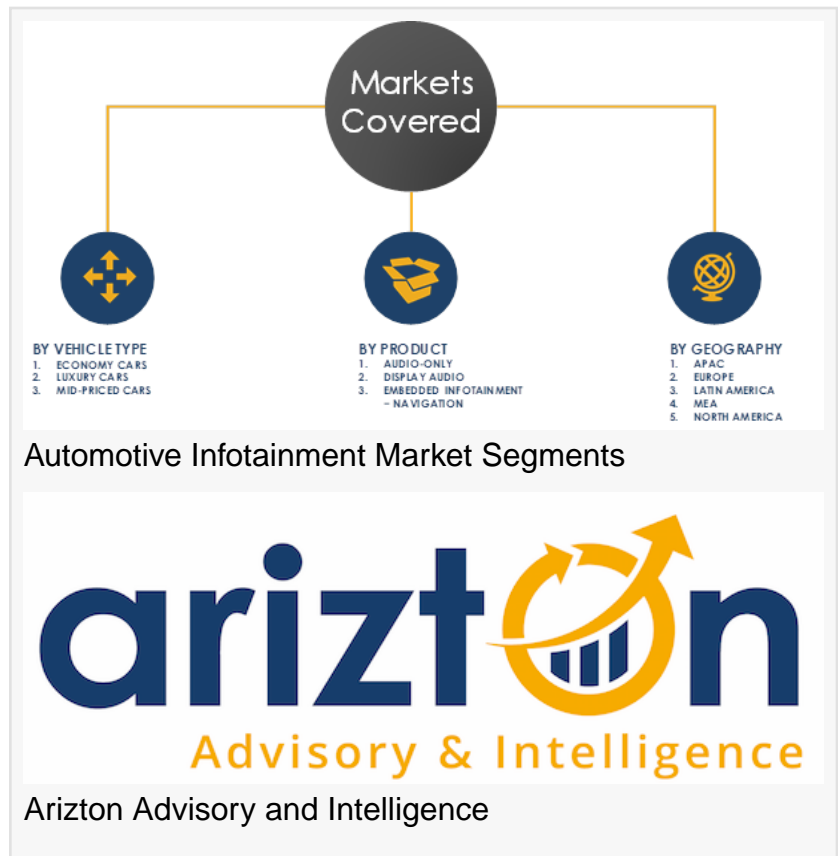 Markets
Covered
BY VEHICLE TYPE
1. ECONOMY CARS
2. LUXURY CARS
3. MID-PRICED CARS
BY PRODUCT
1. AUDIO-ONLY
2. DISPLAY AUDIO
3. EMBEDDED INFOTAINMENT
– NAVIGATION
BY GEOGRAPHY
1. APAC
2. EUROPE
3. LATIN AMERICA
4. MEA
5. NORTH AMERICA
Automotive Infotainment Market Segments
arizton
Advisory & Intelligence
Arizton Advisory and Intelligence